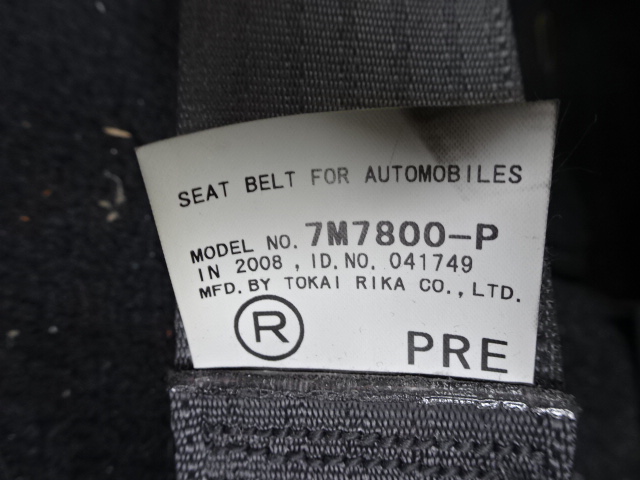 SEAT BELT FOR AUTOMOBILES
MODEL NO. 7M7800-P
IN 2008, ID.NO. 041749
MFD.BY TOKAI RIKA CO.,LTD.
R PRE